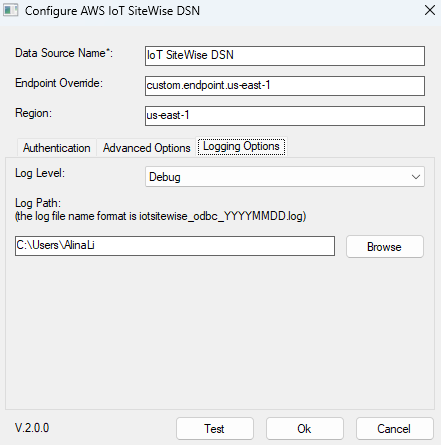 Configure AWS IoT SiteWise DSN
Data Source Name*: IoT SiteWise DSN
Endpoint Override: custom.endpoint.us-east-1
Region: us-east-1
Authentication Advanced Options Logging Options
Log Level: Debug
Log Path:
(the log file name format is iotsitewise_odbc_YYYYMMDD.log)
C:\Users\AlinaLi Browse
V.2.0.0 Test Ok Cancel